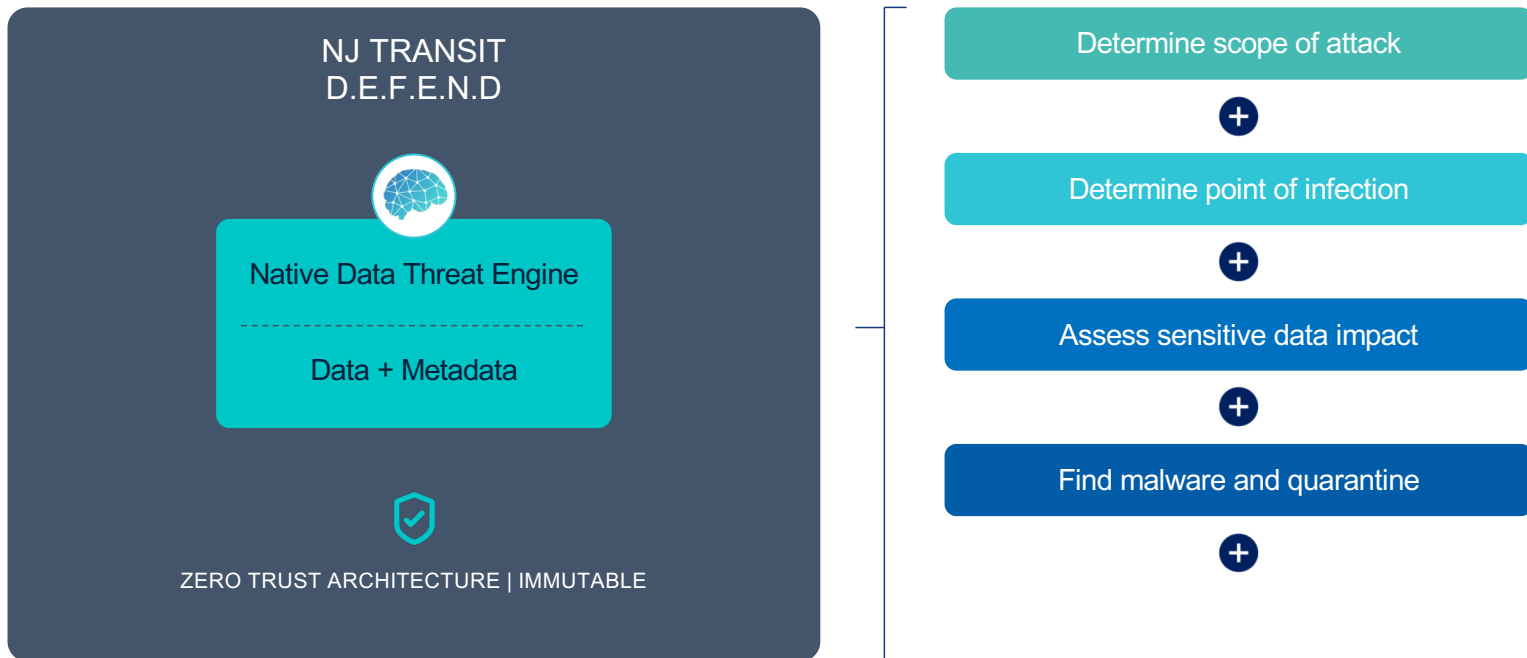 NJ TRANSIT
D.E.F.E.N.D
Native Data Threat Engine
Data + Metadata
ZERO TRUST ARCHITECTURE | IMMUTABLE
Determine scope of attack
Determine point of infection
Assess sensitive data impact
Find malware and quarantine